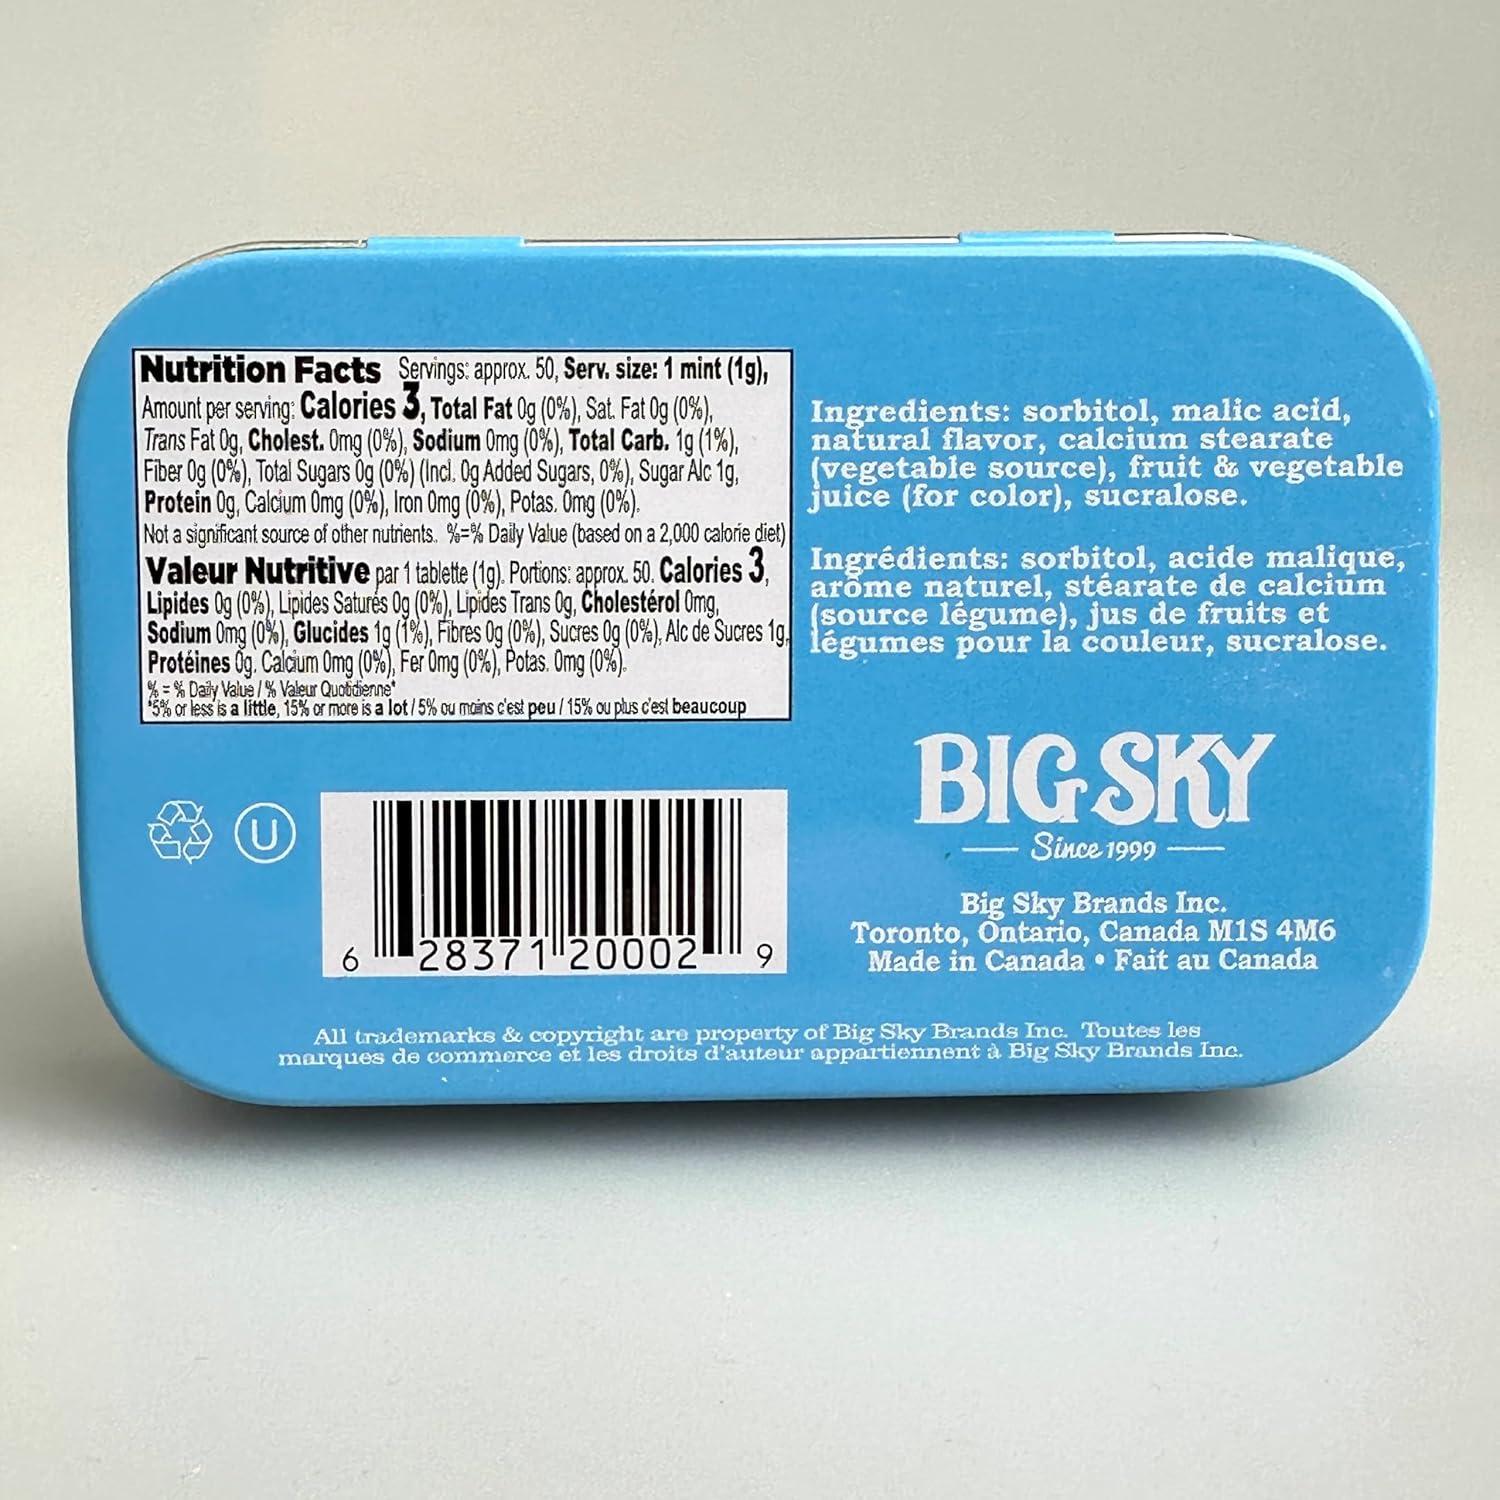 Nutrition Facts Servings: approx. 50, Serv. size: 1 mint (1g),
Amount per serving: Calories 3, Total Fat 0g (0%), Sat. Fat 0g (0%),
Trans Fat 0g, Cholest. 0mg (0%), Sodium 0mg (0%), Total Carb. 1g (1%),
Fiber 0g (0%), Total Sugars 0g (0%) (Incl. 0g Added Sugars, 0%), Sugar Alc 1g,
Protein 0g, Calcium 0mg (0%), Iron 0mg (0%), Potas. 0mg (0%).
Not a significant source of other nutrients. %=% Daily Value (based on a 2,000 calorie diet)
Valeur Nutritive par 1 tablette (1g). Portions: approx. 50. Calories 3,
Lipides 0g (0%), Lipides Saturés 0g (0%), Lipides Trans 0g, Cholestérol 0mg,
Sodium 0mg (0%), Glucides 1g (1%), Fibres 0g (0%), Sucres 0g (0%), Alc de Sucres 1g,
Protéines 0g, Calcium 0mg (0%), Fer 0mg (0%), Potas. 0mg (0%).
% = % Daily Value / % Valeur Quotidienne*
*5% or less is a little, 15% or more is a lot / 5% ou moins c'est peu / 15% ou plus c'est beaucoup
Ingredients: sorbitol, malic acid,
natural flavor, calcium stearate
(vegetable source), fruit & vegetable
juice (for color), sucralose.
Ingrédients: sorbitol, acide malique,
arôme naturel, stéarate de calcium
(source légume), jus de fruits et
légumes pour la couleur, sucralose.
U
6 28371 20002 9
BIG SKY
Since 1999
Big Sky Brands Inc.
Toronto, Ontario, Canada M1S 4M6
Made in Canada • Fait au Canada
All trademarks & copyright are property of Big Sky Brands Inc. Toutes les
marques de commerce et les droits d'auteur appartiennent à Big Sky Brands Inc.